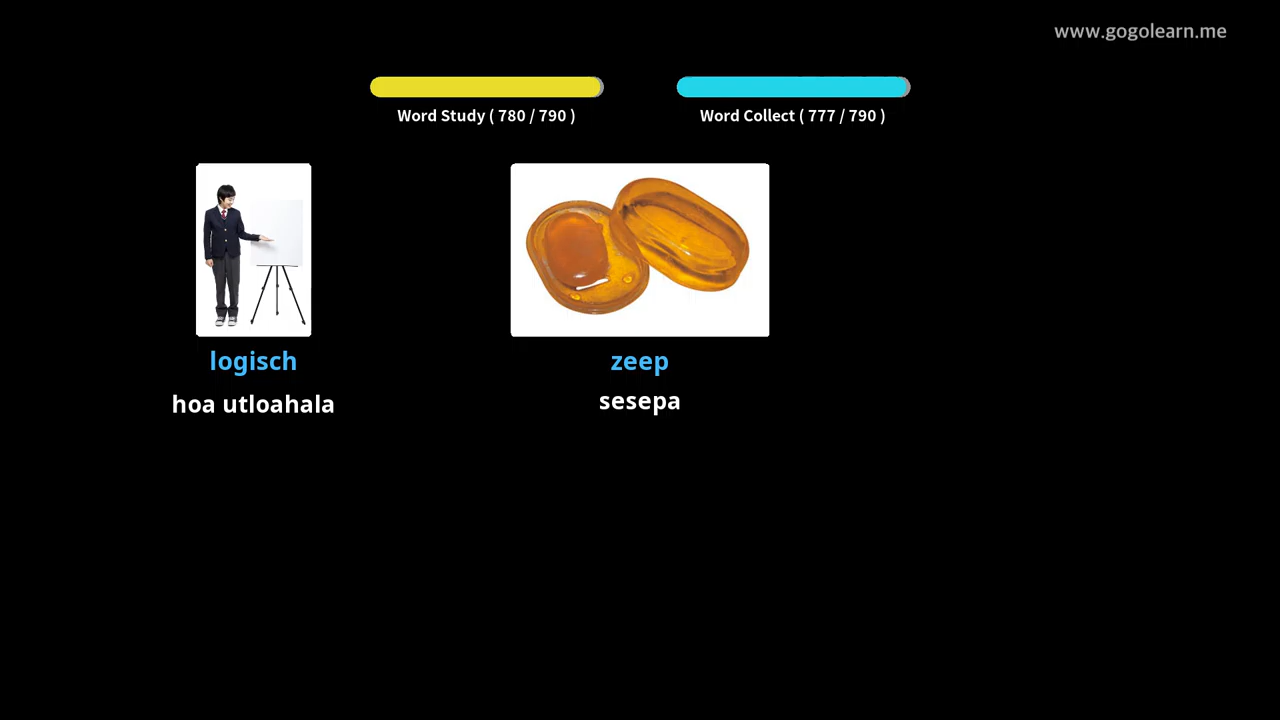 www.gogolearn.me
Word Study ( 780 / 790 )
Word Collect ( 777 / 790 )
logisch
hoa utloahala
zeep
sesepa